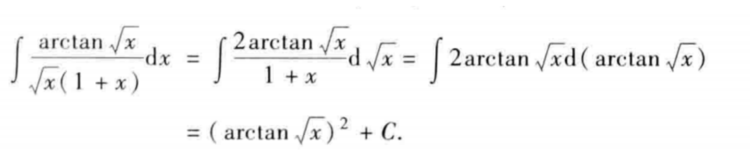 ∫ arctan √x / (√x(1 + x)) dx = ∫ 2arctan √x / (1 + x) d √x = ∫ 2arctan √x d( arctan √x )
= ( arctan √x )² + C.